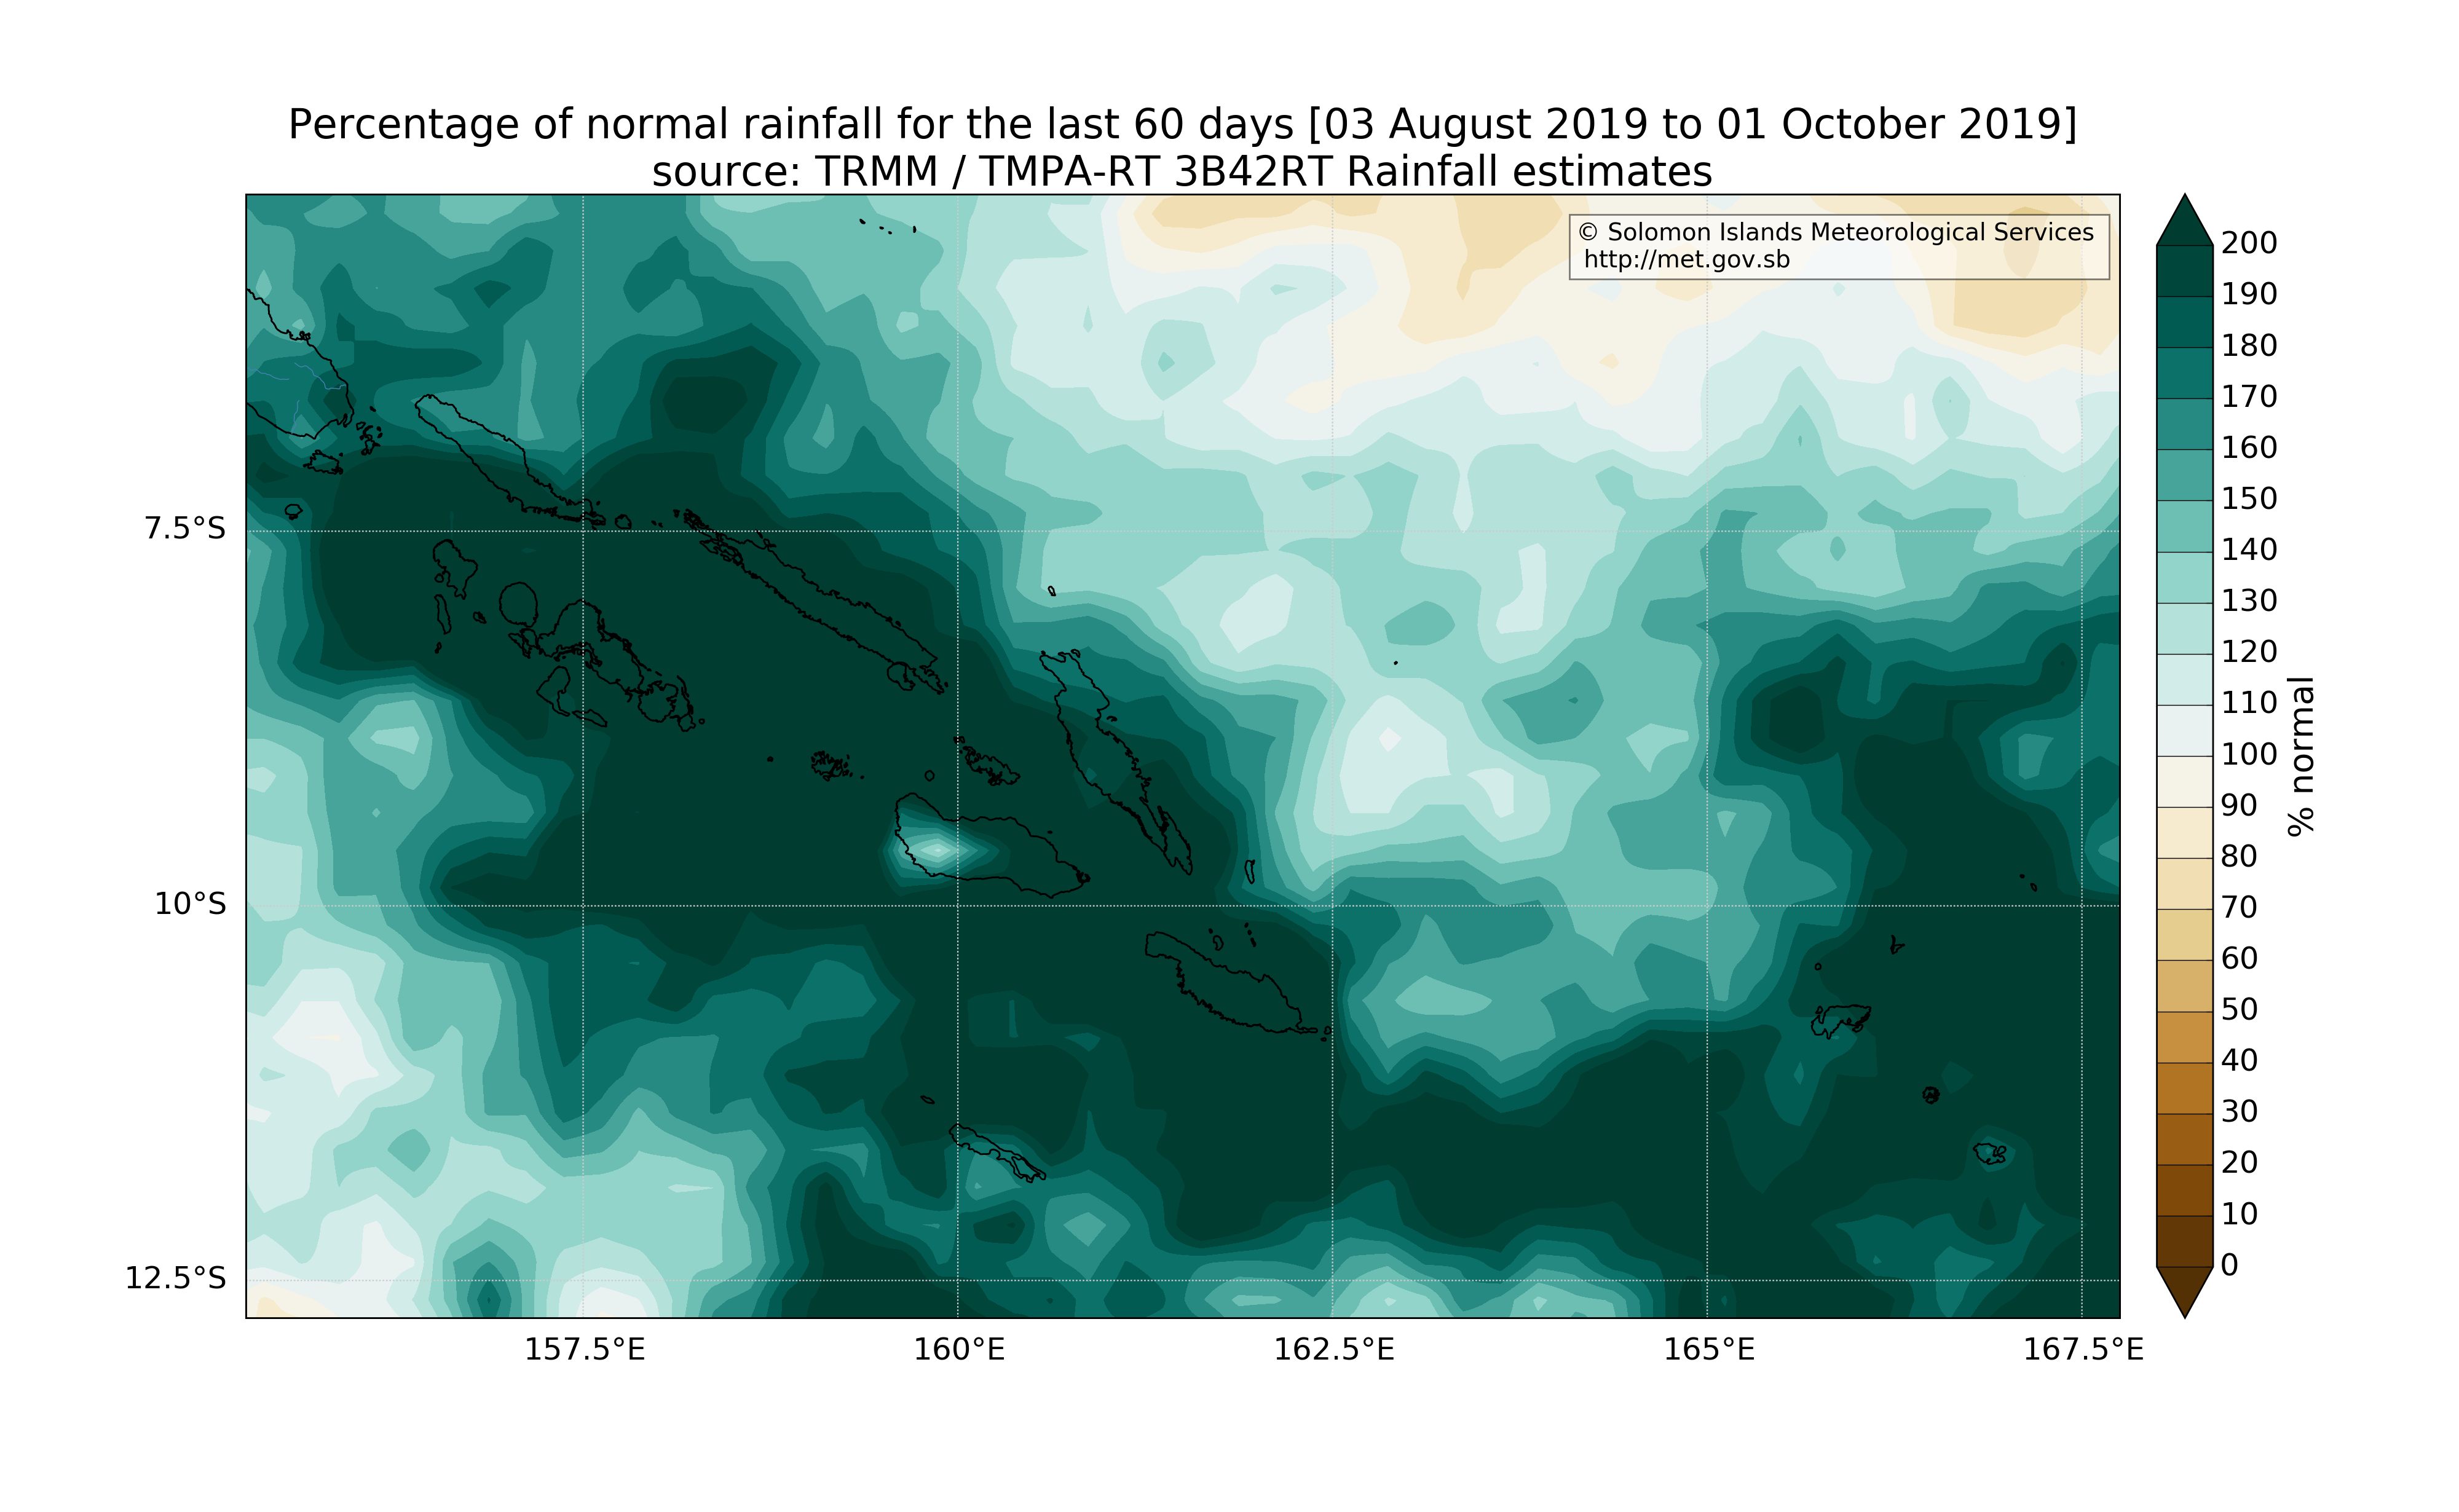 Percentage of normal rainfall for the last 60 days [03 August 2019 to 01 October 2019]
source: TRMM / TMPA-RT 3B42RT Rainfall estimates
© Solomon Islands Meteorological Services
http://met.gov.sb
7.5°S
10°S
12.5°S
157.5°E
160°E
162.5°E
165°E
167.5°E
200
190
180
170
160
150
140
130
120
110
100
90
80
70
60
50
40
30
20
10
0
% normal